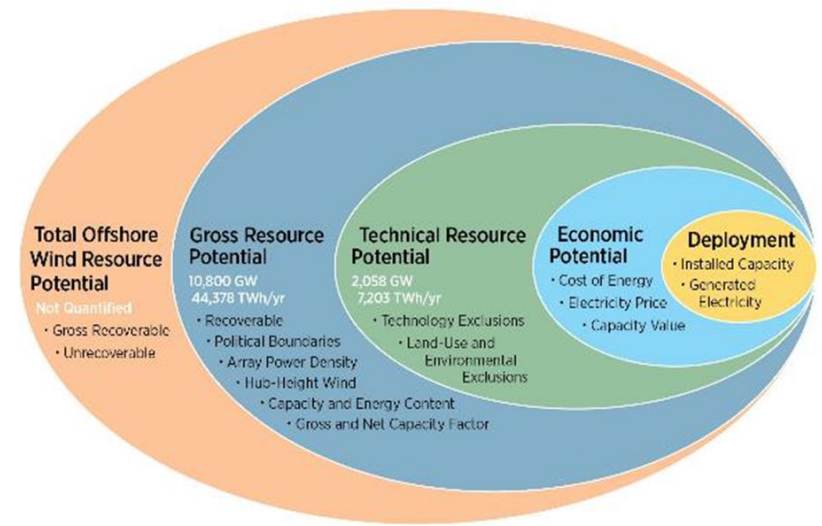 Total Offshore
Wind Resource
Potential
Not Quantified
• Gross Recoverable
• Unrecoverable
Gross Resource
Potential
10,800 GW
44,378 TWh/yr
• Recoverable
• Political Boundaries
• Array Power Density
• Hub-Height Wind
• Capacity and Energy Content
• Gross and Net Capacity Factor
Technical Resource
Potential
2,058 GW
7,203 TWh/yr
• Technology Exclusions
• Land-Use and
Environmental
Exclusions
Economic
Potential
• Cost of Energy
• Electricity Price
• Capacity Value
Deployment
• Installed Capacity
• Generated
Electricity